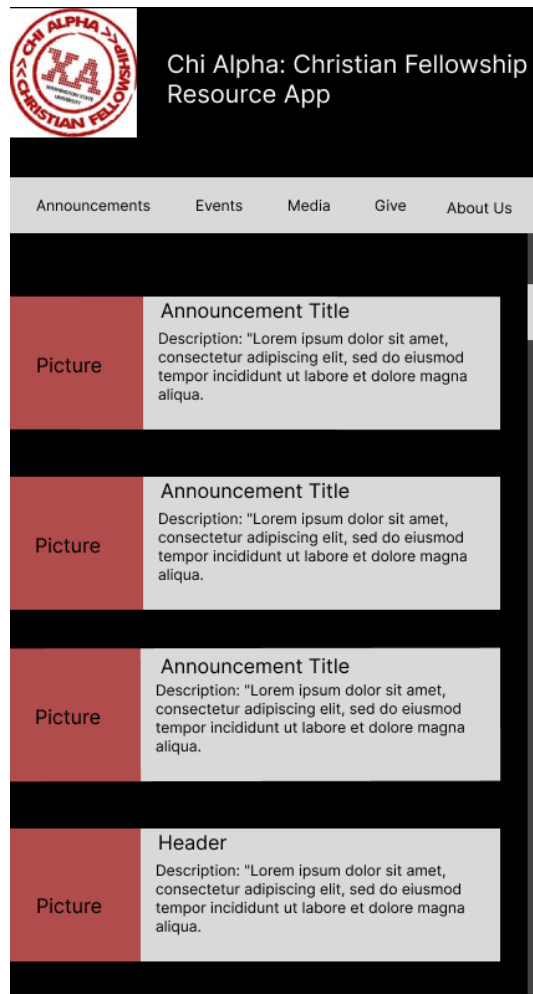 CHI ALPHA >>
CHRISTIAN FELLOWSHIP >>
XA
WASHINGTON STATE
UNIVERSITY
Chi Alpha: Christian Fellowship
Resource App
Announcements Events Media Give About Us
Announcement Title
Description: "Lorem ipsum dolor sit amet,
consectetur adipiscing elit, sed do eiusmod
tempor incididunt ut labore et dolore magna
aliqua.
Picture
Announcement Title
Description: "Lorem ipsum dolor sit amet,
consectetur adipiscing elit, sed do eiusmod
tempor incididunt ut labore et dolore magna
aliqua.
Picture
Announcement Title
Description: "Lorem ipsum dolor sit amet,
consectetur adipiscing elit, sed do eiusmod
tempor incididunt ut labore et dolore magna
aliqua.
Picture
Header
Description: "Lorem ipsum dolor sit amet,
consectetur adipiscing elit, sed do eiusmod
tempor incididunt ut labore et dolore magna
aliqua.
Picture